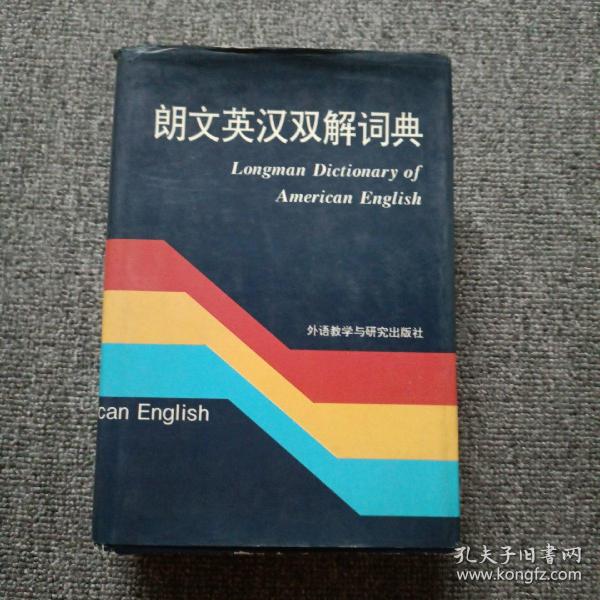 朗文英汉双解词典
Longman Dictionary of
American English
外语教学与研究出版社
can English
孔夫子旧书网
www.kongfz.com